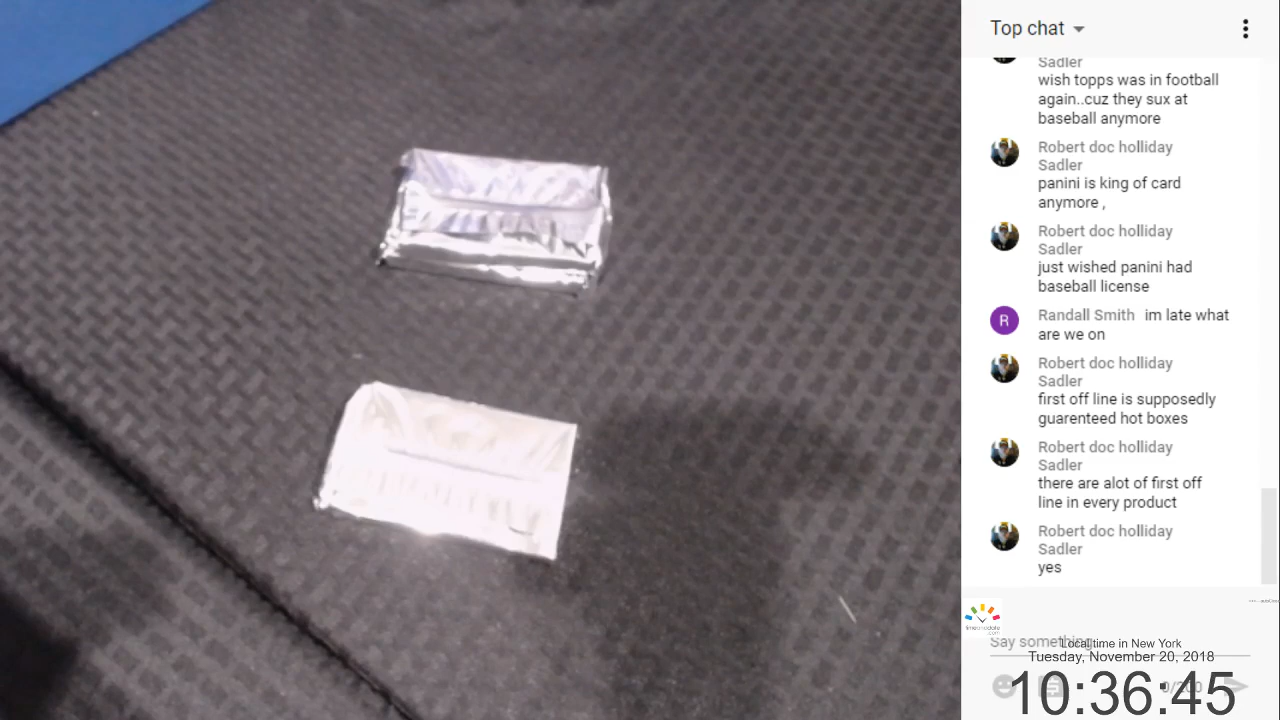 Top chat
Sadler
wish topps was in football
again..cuz they sux at
baseball anymore
Robert doc holliday
Sadler
panini is king of card
anymore ,
Robert doc holliday
Sadler
just wished panini had
baseball license
R
Randall Smith im late what
are we on
Robert doc holliday
Sadler
first off line is supposedly
guarenteed hot boxes
Robert doc holliday
Sadler
there are alot of first off
line in every product
Robert doc holliday
Sadler
yes
Say something...
Local time in New York
Tuesday, November 20, 2018
10:36:45